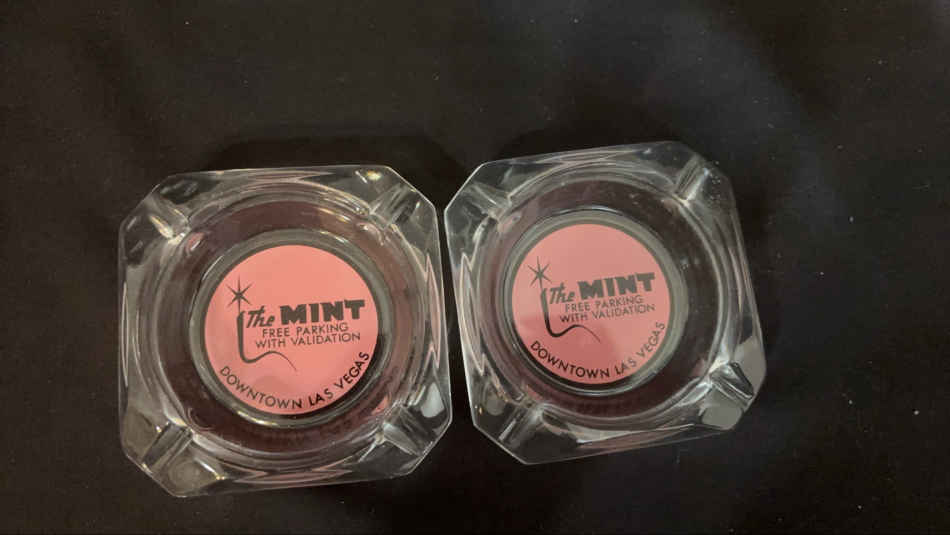 The MINT
FREE PARKING
WITH VALIDATION
DOWNTOWN LAS VEGAS
The MINT
FREE PARKING
WITH VALIDATION
DOWNTOWN LAS VEGAS